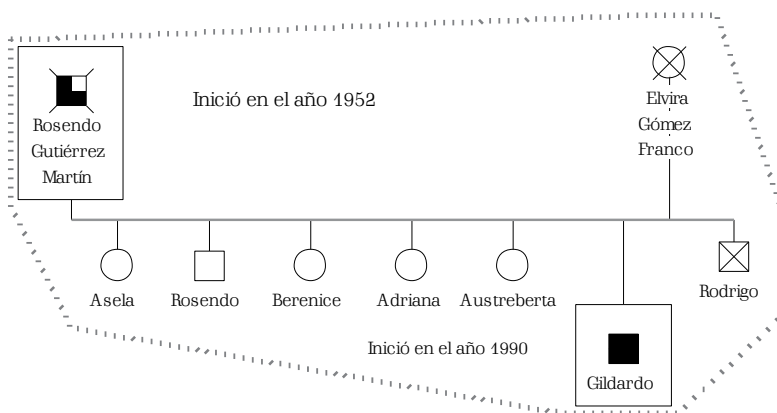 Inició en el año 1952
Rosendo
Gutiérrez
Martín
Elvira
Gómez
Franco
Asela
Rosendo
Berenice
Adriana
Austreberta
Rodrigo
Inició en el año 1990
Gildardo